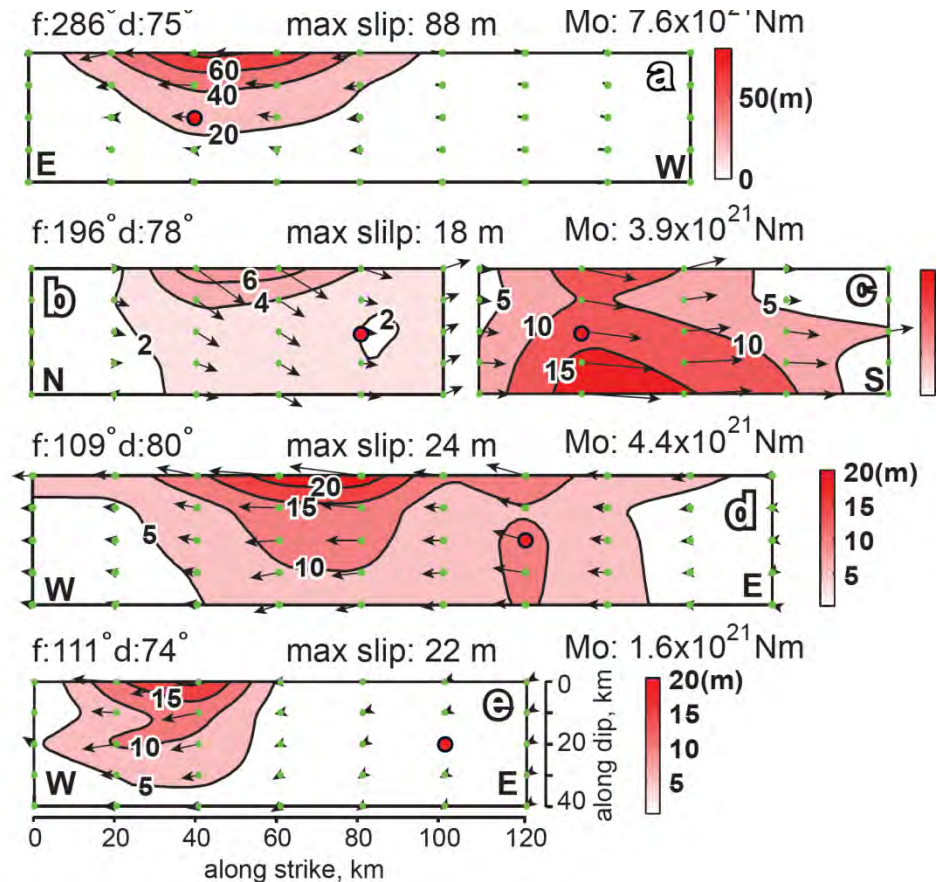 f:286°d:75° max slip: 88 m Mo: 7.6x10²¹Nm
60
40
20
a
E
W
50(m)
0
f:196°d:78° max slilp: 18 m Mo: 3.9x10²¹Nm
b
6
4
2
2
N
c
5
5
10
10
15
S
f:109°d:80° max slip: 24 m Mo: 4.4x10²¹Nm
20
15
5
10
d
W
E
20(m)
15
10
5
f:111°d:74° max slip: 22 m Mo: 1.6x10²¹Nm
15
10
5
e
W
E
0
20
40
along dip, km
20(m)
15
10
5
0 20 40 60 80 100 120
along strike, km